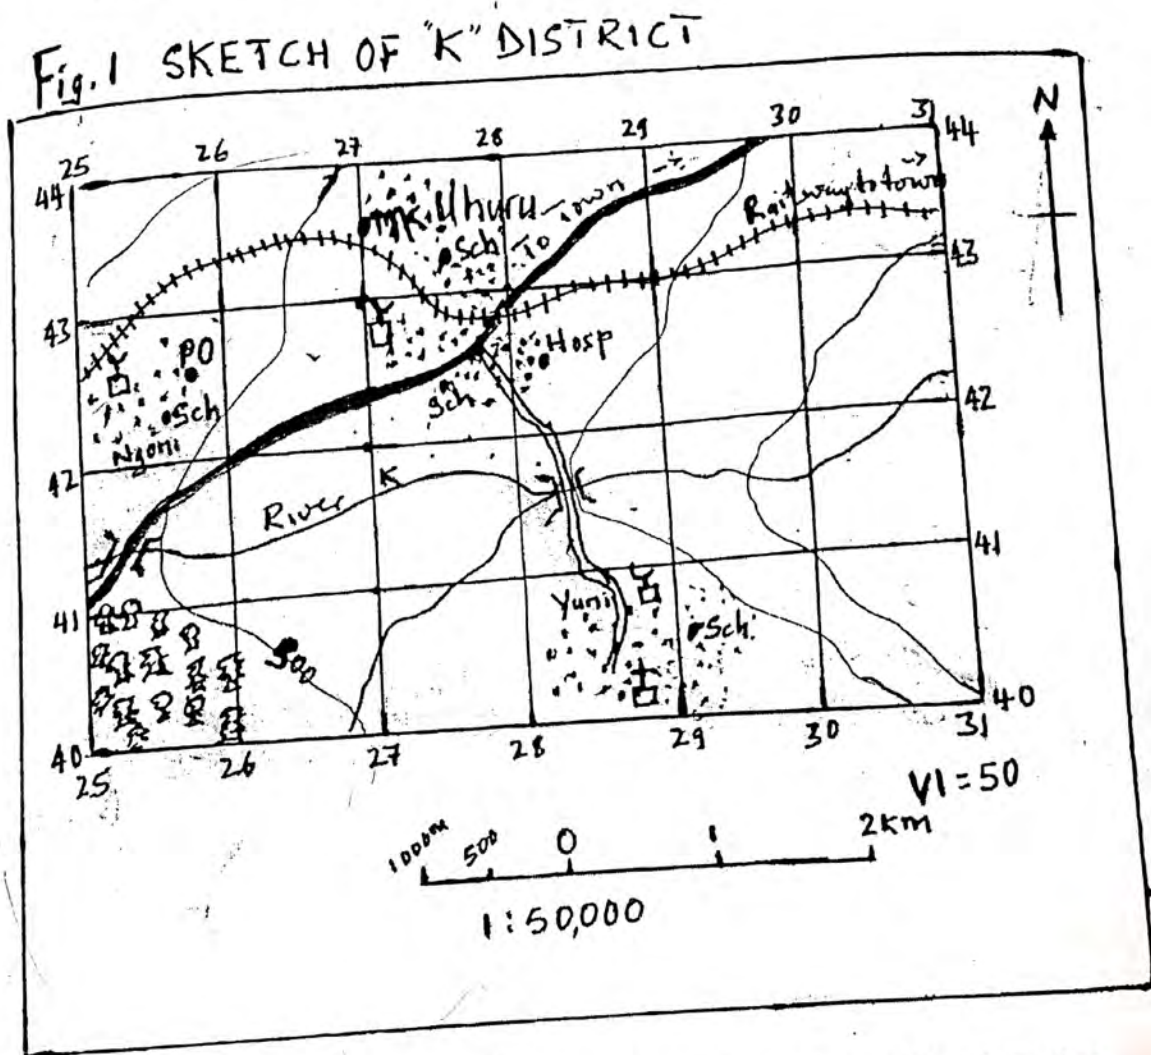 Fig. 1 SKETCH OF "K" DISTRICT
N
25 26 27 28 29 30 31
44 44
Uhuru
To Town
Railway to town
Sch
43 43
PO
Hosp
Sch
Sch
Ngoni
42 42
River K
41 41
Yumi
Sch.
500
40 40
25 26 27 28 29 30 31
VI = 50
1000m 500 0 1 2km
1:50,000